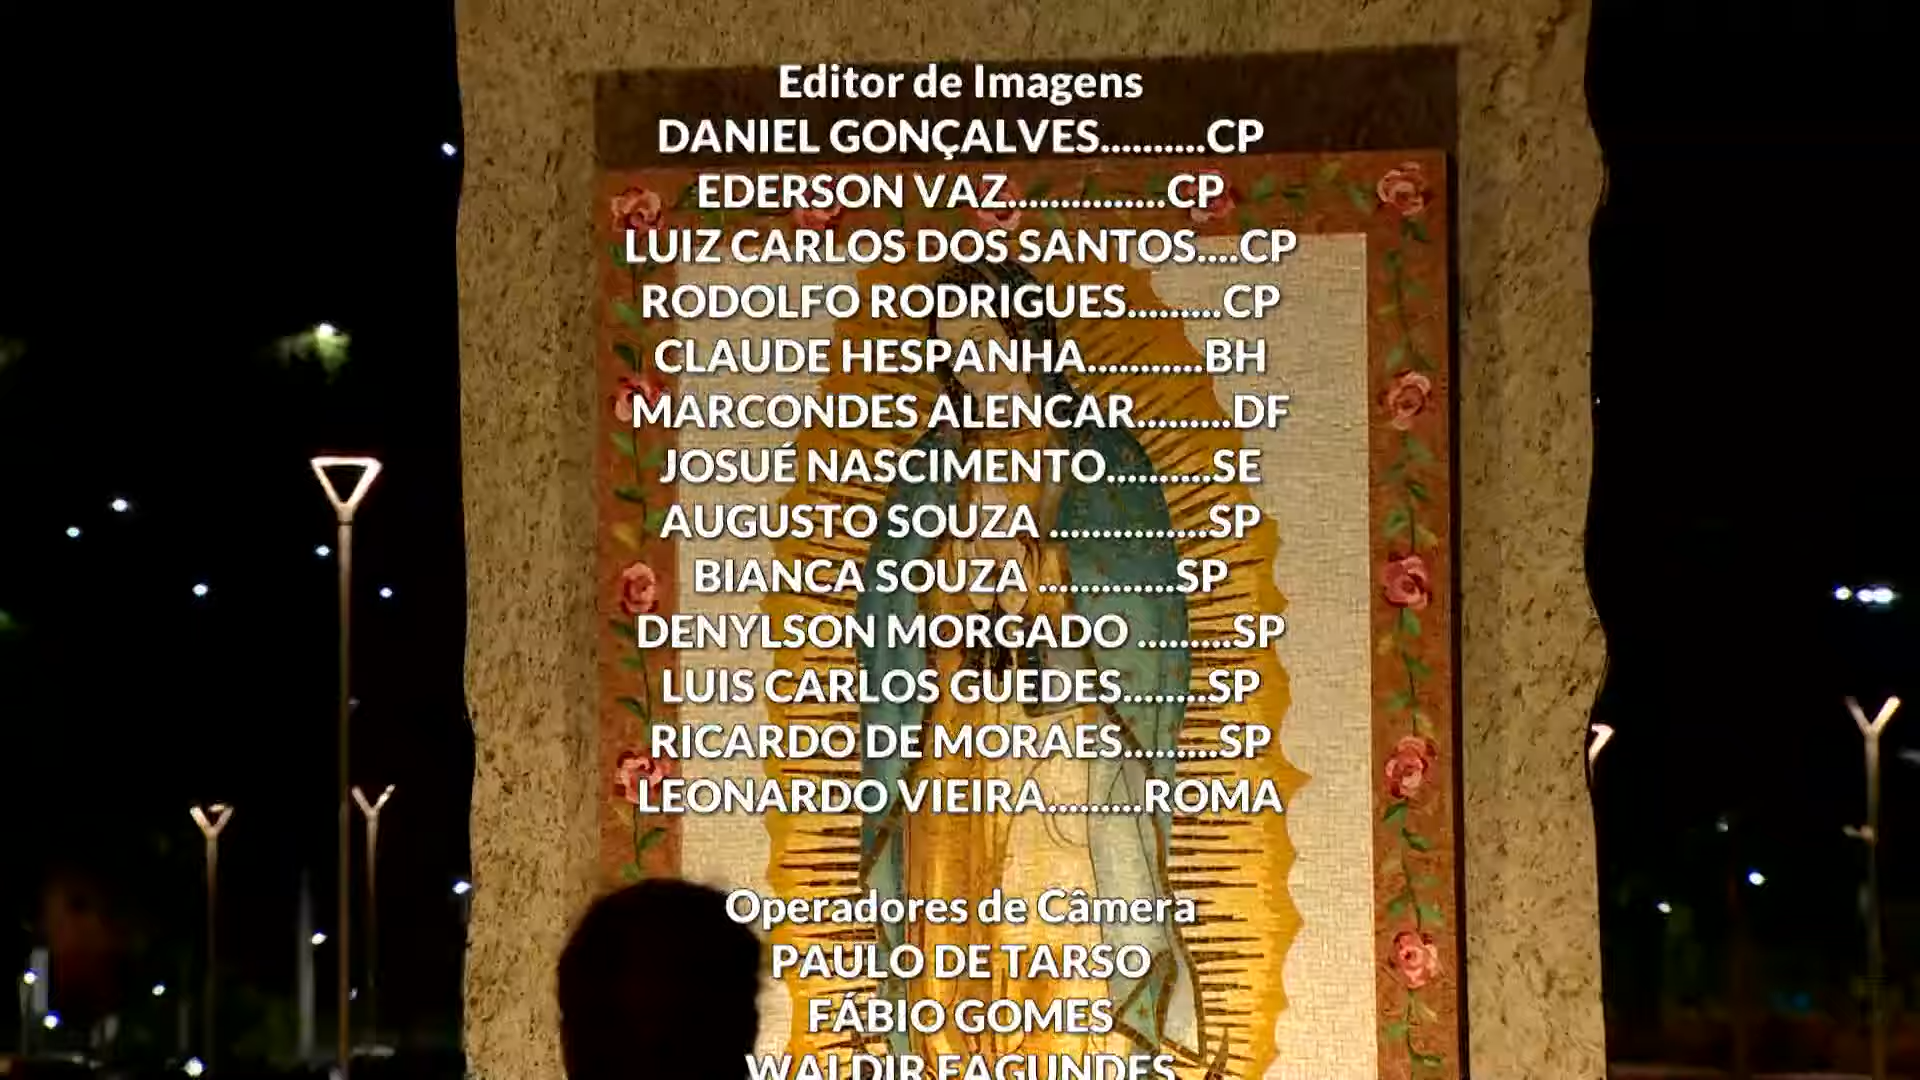 Editor de Imagens
DANIEL GONÇALVES..........CP
EDERSON VAZ...............CP
LUIZ CARLOS DOS SANTOS....CP
RODOLFO RODRIGUES.........CP
CLAUDE HESPANHA...........BH
MARCONDES ALENCAR.........DF
JOSUÉ NASCIMENTO..........SE
AUGUSTO SOUZA ...............SP
BIANCA SOUZA .............SP
DENYLSON MORGADO .........SP
LUIS CARLOS GUEDES........SP
RICARDO DE MORAES.........SP
LEONARDO VIEIRA.........ROMA
Operadores de Câmera
PAULO DE TARSO
FÁBIO GOMES
WALDIR FAGUNDES